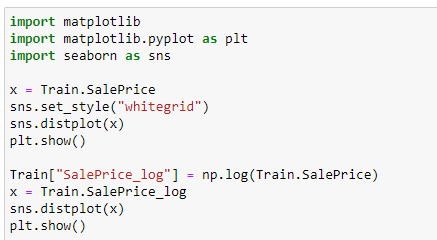 import matplotlib
import matplotlib.pyplot as plt
import seaborn as sns
x = Train.SalePrice
sns.set_style("whitegrid")
sns.distplot(x)
plt.show()
Train["SalePrice_log"] = np.log(Train.SalePrice)
x = Train.SalePrice_log
sns.distplot(x)
plt.show()